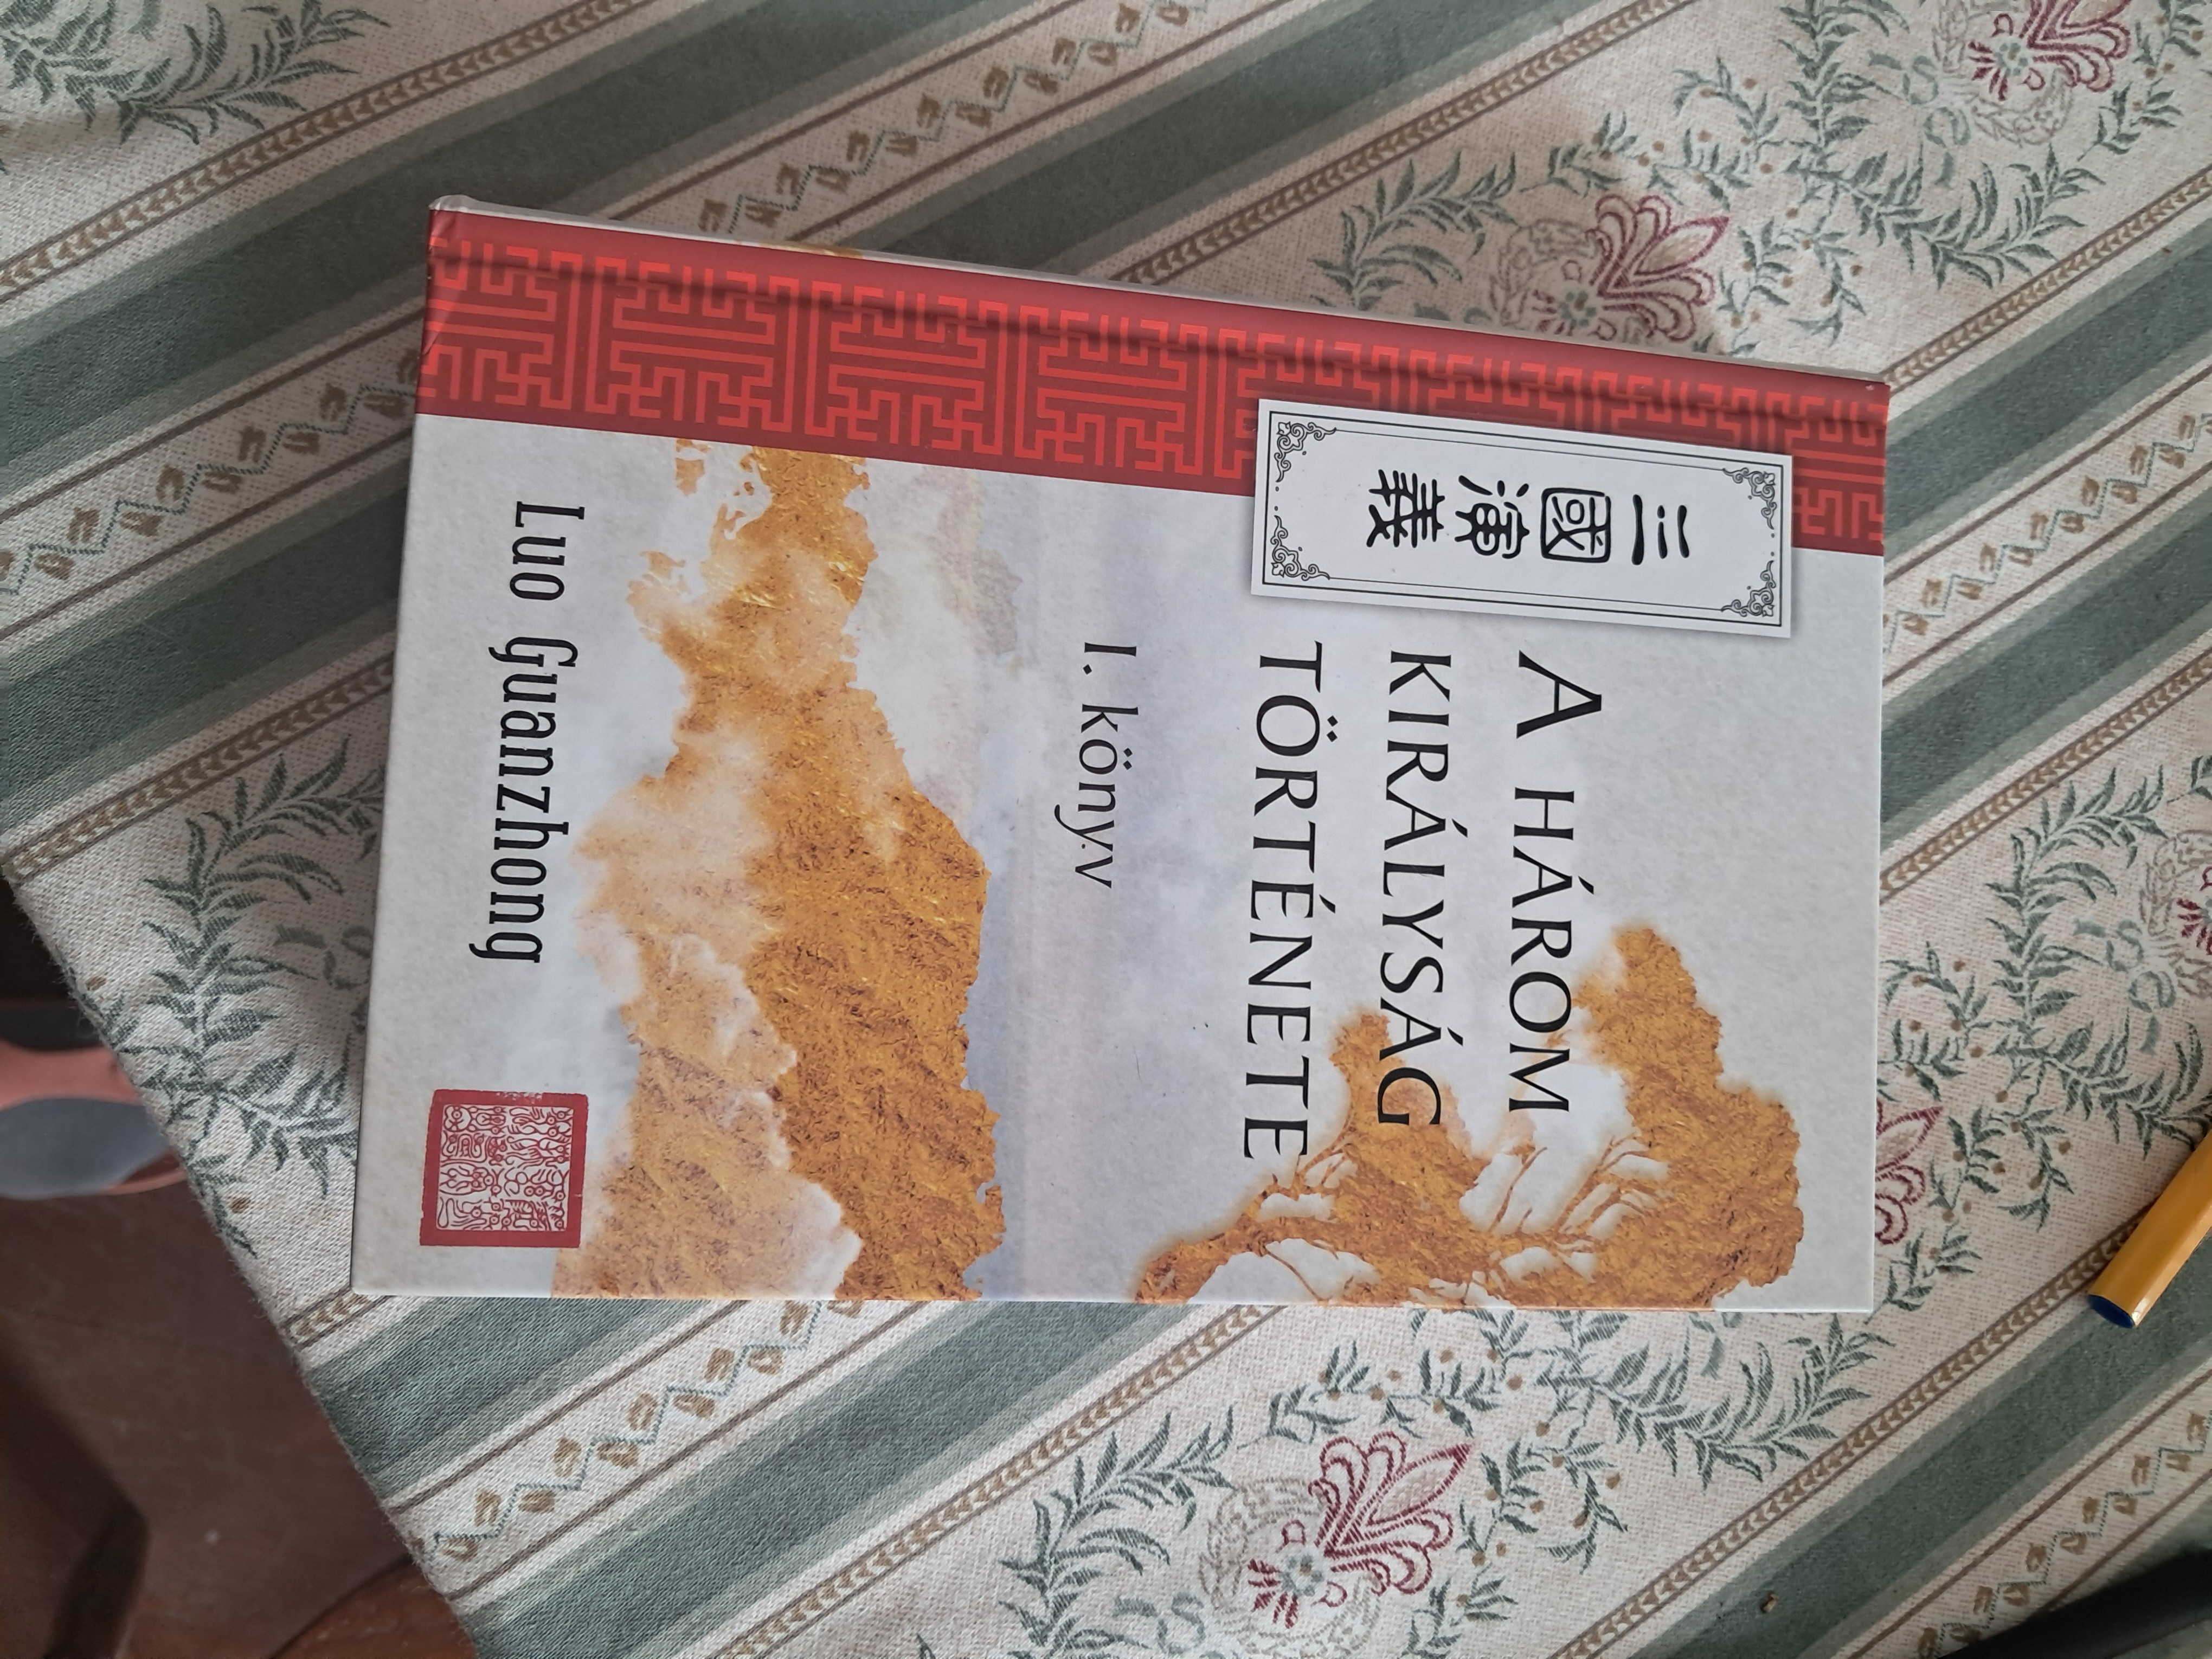 三國演義
A HÁROM
KIRÁLYSÁG
TÖRTÉNETE
I. könyv
Luo Guanzhong